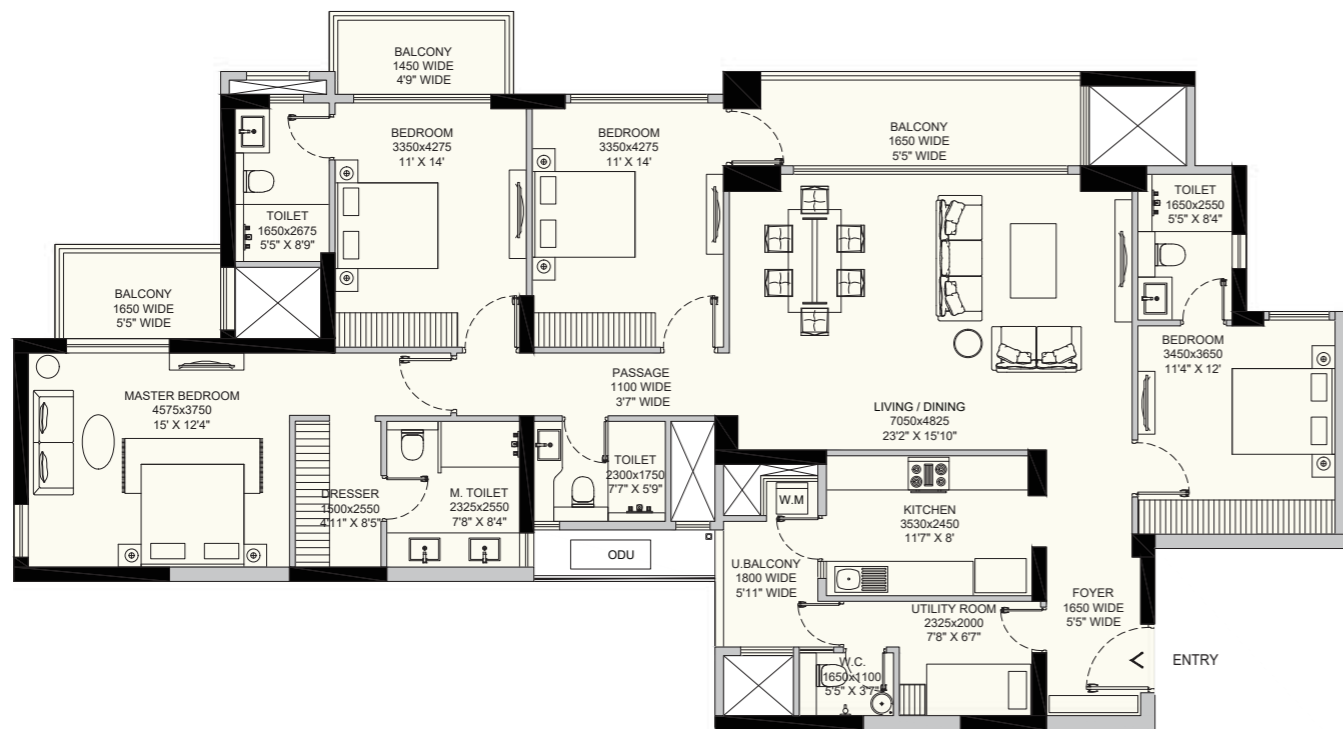 BALCONY
1450 WIDE
4'9" WIDE
BEDROOM
3350x4275
11' X 14'
BEDROOM
3350x4275
11' X 14'
BALCONY
1650 WIDE
5'5" WIDE
TOILET
1650x2675
5'5" X 8'9"
TOILET
1650x2550
5'5" X 8'4"
BALCONY
1650 WIDE
5'5" WIDE
BEDROOM
3450x3650
11'4" X 12'
MASTER BEDROOM
4575x3750
15' X 12'4"
PASSAGE
1100 WIDE
3'7" WIDE
LIVING / DINING
7050x4825
23'2" X 15'10"
TOILET
2300x1750
7'7" X 5'9"
DRESSER
1500x2550
4'11" X 8'5"
M. TOILET
2325x2550
7'8" X 8'4"
W.M
KITCHEN
3530x2450
11'7" X 8'
ODU
U.BALCONY
1800 WIDE
5'11" WIDE
UTILITY ROOM
2325x2000
7'8" X 6'7"
FOYER
1650 WIDE
5'5" WIDE
ENTRY
W.C.
1650x1100
5'5" X 3'7"